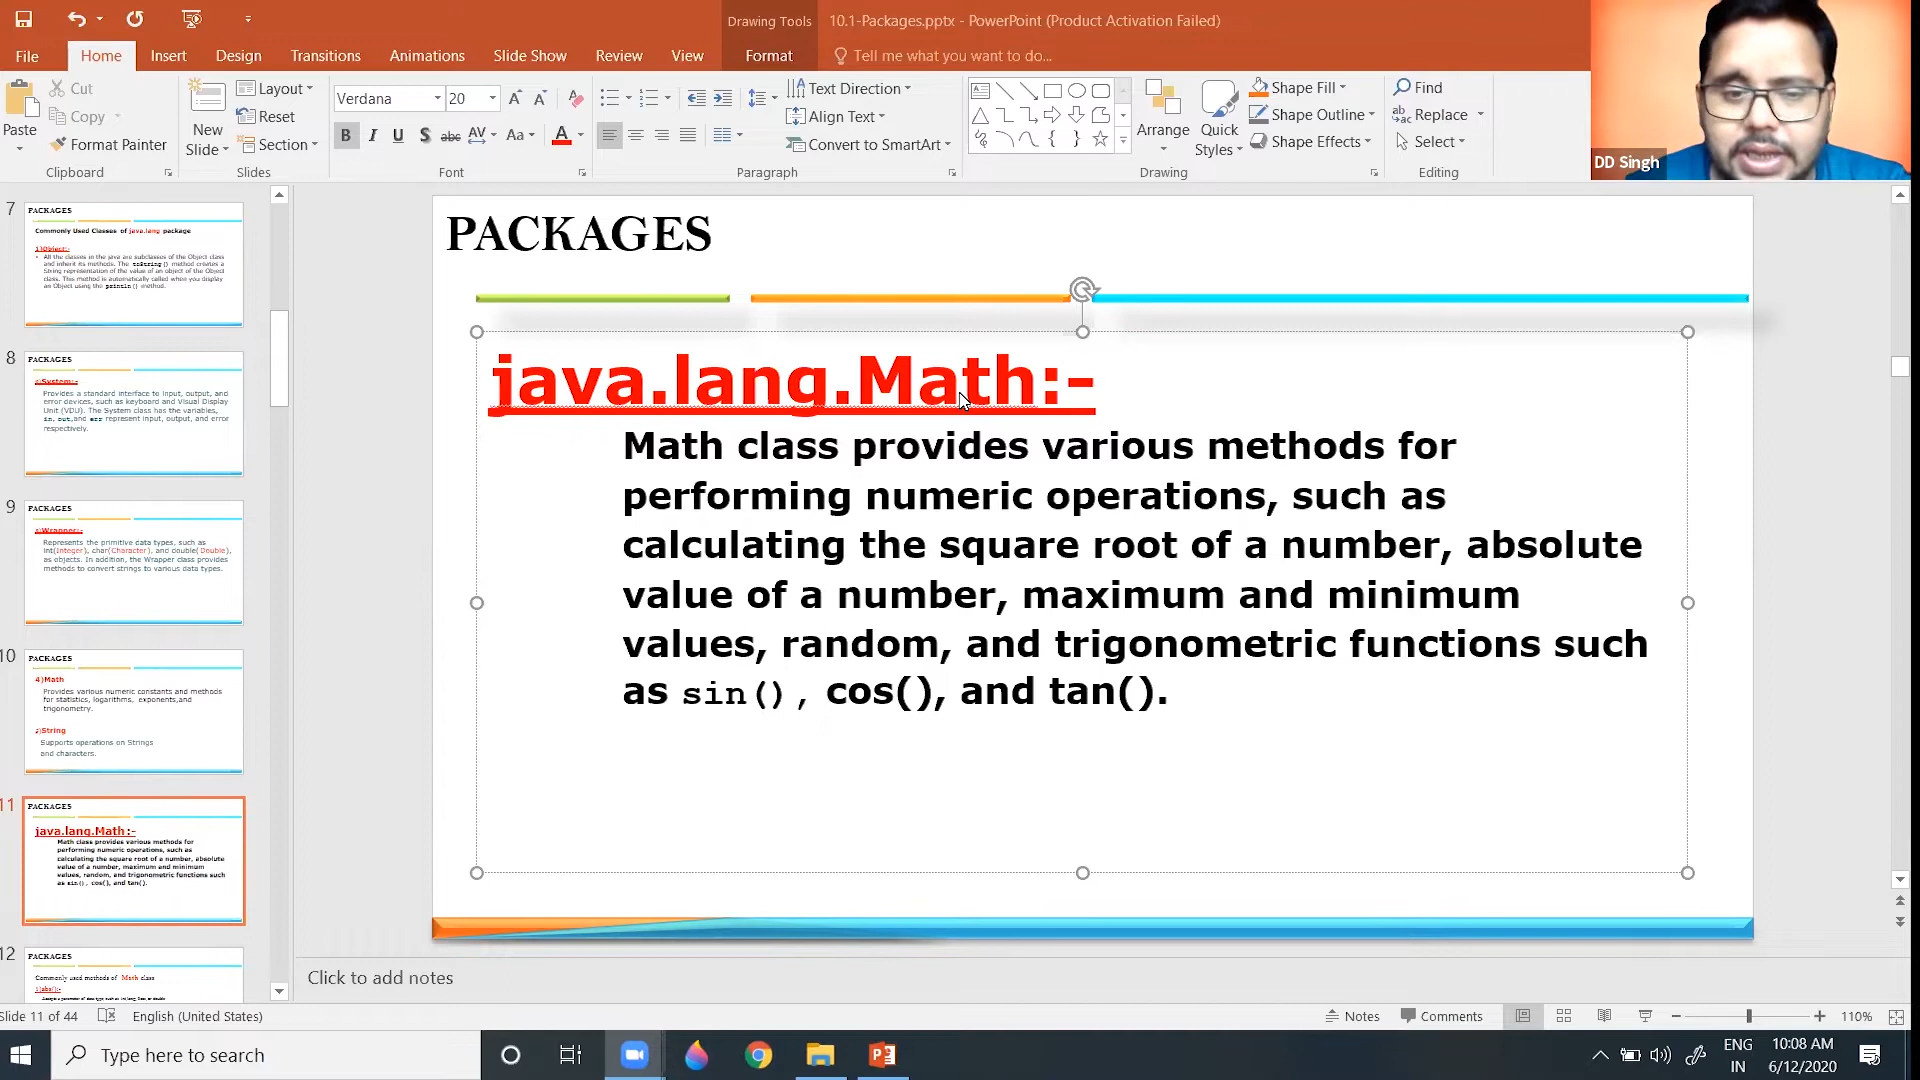 Drawing Tools
10.1-Packages.pptx - PowerPoint (Product Activation Failed)
File
Home
Insert
Design
Transitions
Animations
Slide Show
Review
View
Format
Tell me what you want to do...
Paste
Cut
Copy
Format Painter
Clipboard
New
Slide
Layout
Reset
Section
Slides
Verdana
20
B I U S abc AV Aa A
Font
Text Direction
Align Text
Convert to SmartArt
Paragraph
Arrange
Quick
Styles
Shape Fill
Shape Outline
Shape Effects
Drawing
Find
Replace
Select
Editing
DD Singh
7
PACKAGES
Commonly Used Classes of java.lang package
1)Object:-
All the classes in the java are subclasses of the Object class
and inherit its methods. The toString() method creates a
String representation of the value of an object of the Object
class. This method is automatically called when you display
an Object using the println() method.
8
PACKAGES
System:-
Provides a standard interface to input, output, and
error devices, such as keyboard and Visual Display
Unit (VDU). The System class has the variables,
in, out, and err represent input, output, and error
respectively.
9
PACKAGES
Wrapper:-
Represents the primitive data types, such as
int(Integer), char(Character), and double(Double),
as objects. In addition, the Wrapper class provides
methods to convert strings to various data types.
10
PACKAGES
4)Math
Provides various numeric constants and methods
for statistics, logarithms, exponents,and
trigonometry.
)String
Supports operations on Strings
and characters.
11
PACKAGES
java.lang.Math:-
Math class provides various methods for
performing numeric operations, such as
calculating the square root of a number, absolute
value of a number, maximum and minimum
values, random, and trigonometric functions such
as sin(), cos(), and tan().
12
PACKAGES
Commonly used methods of Math class
1)abs():-
PACKAGES
java.lang.Math:-
Math class provides various methods for
performing numeric operations, such as
calculating the square root of a number, absolute
value of a number, maximum and minimum
values, random, and trigonometric functions such
as sin(), cos(), and tan().
Click to add notes
Slide 11 of 44
English (United States)
Notes
Comments
110%
Type here to search
ENG
IN
10:08 AM
6/12/2020